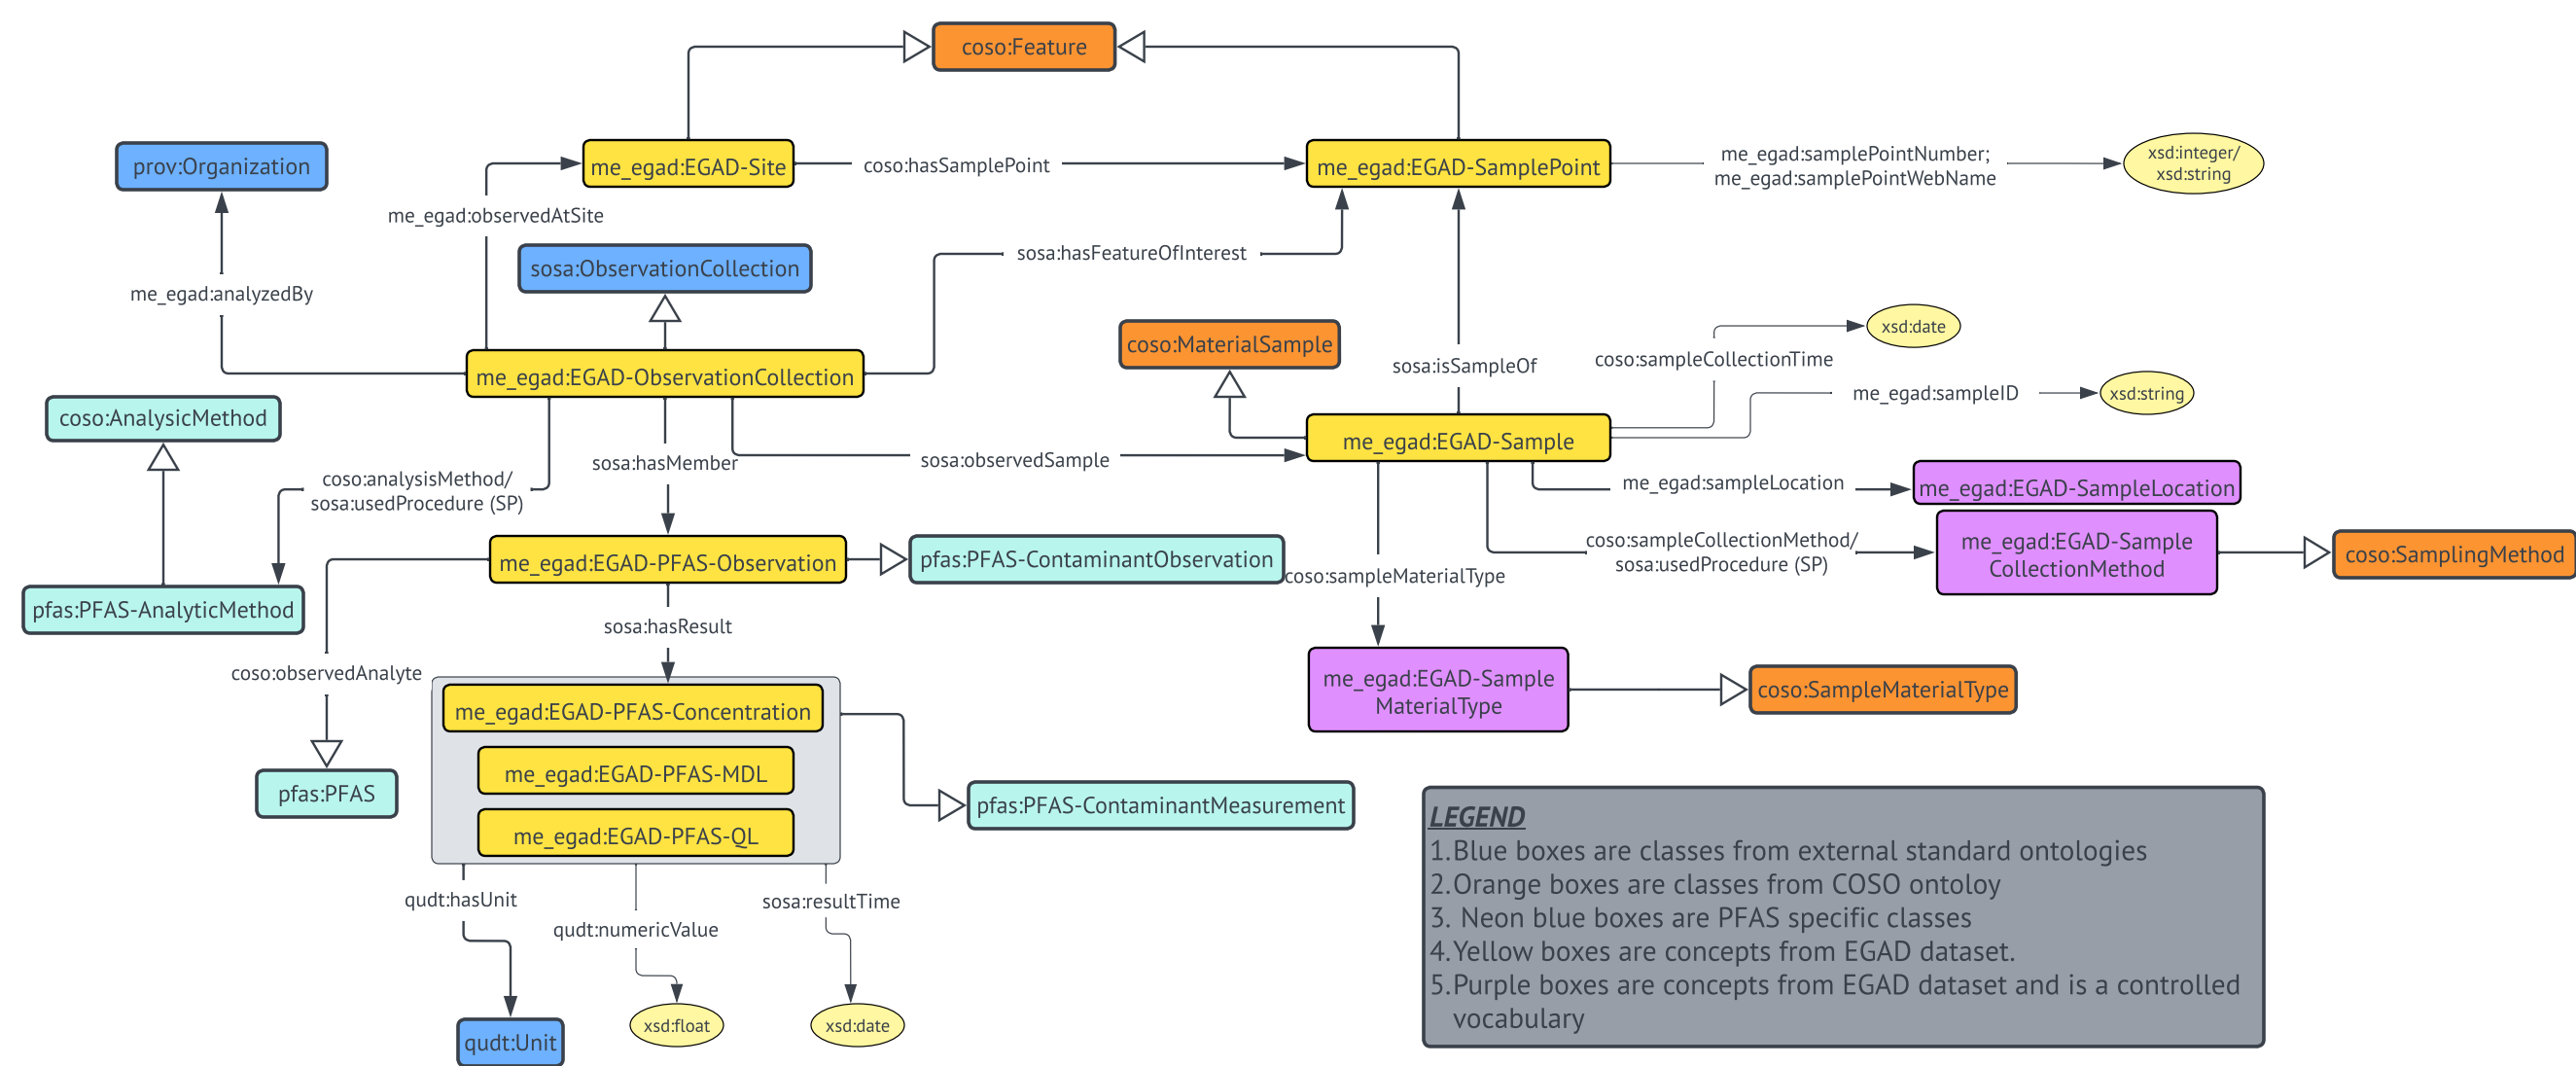 coso:Feature
prov:Organization
me_egad:EGAD-Site
coso:hasSamplePoint
me_egad:EGAD-SamplePoint
me_egad:samplePointNumber;
me_egad:samplePointWebName
xsd:integer/
xsd:string
me_egad:observedAtSite
sosa:ObservationCollection
sosa:hasFeatureOfInterest
me_egad:analyzedBy
coso:MaterialSample
sosa:isSampleOf
coso:sampleCollectionTime
xsd:date
me_egad:EGAD-ObservationCollection
me_egad:sampleID
xsd:string
coso:AnalysicMethod
me_egad:EGAD-Sample
sosa:hasMember
sosa:observedSample
coso:analysisMethod/
sosa:usedProcedure (SP)
me_egad:sampleLocation
me_egad:EGAD-SampleLocation
me_egad:EGAD-PFAS-Observation
pfas:PFAS-ContaminantObservation
coso:sampleMaterialType
coso:sampleCollectionMethod/
sosa:usedProcedure (SP)
me_egad:EGAD-Sample
CollectionMethod
coso:SamplingMethod
pfas:PFAS-AnalyticMethod
sosa:hasResult
coso:observedAnalyte
me_egad:EGAD-Sample
MaterialType
coso:SampleMaterialType
me_egad:EGAD-PFAS-Concentration
me_egad:EGAD-PFAS-MDL
me_egad:EGAD-PFAS-QL
pfas:PFAS
pfas:PFAS-ContaminantMeasurement
qudt:hasUnit
qudt:numericValue
sosa:resultTime
qudt:Unit
xsd:float
xsd:date
LEGEND
1.Blue boxes are classes from external standard ontologies
2.Orange boxes are classes from COSO ontoloy
3. Neon blue boxes are PFAS specific classes
4.Yellow boxes are concepts from EGAD dataset.
5.Purple boxes are concepts from EGAD dataset and is a controlled
vocabulary